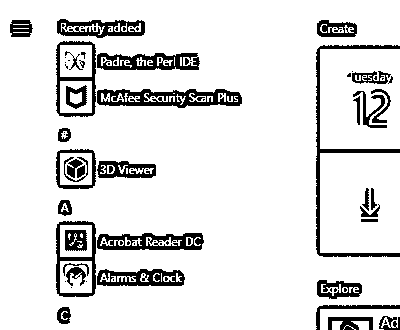 Recently added
Padre, the Perl IDE
McAfee Security Scan Plus
#
3D Viewer
A
Acrobat Reader DC
Alarms & Clock
C
Create
Tuesday
12
Explore